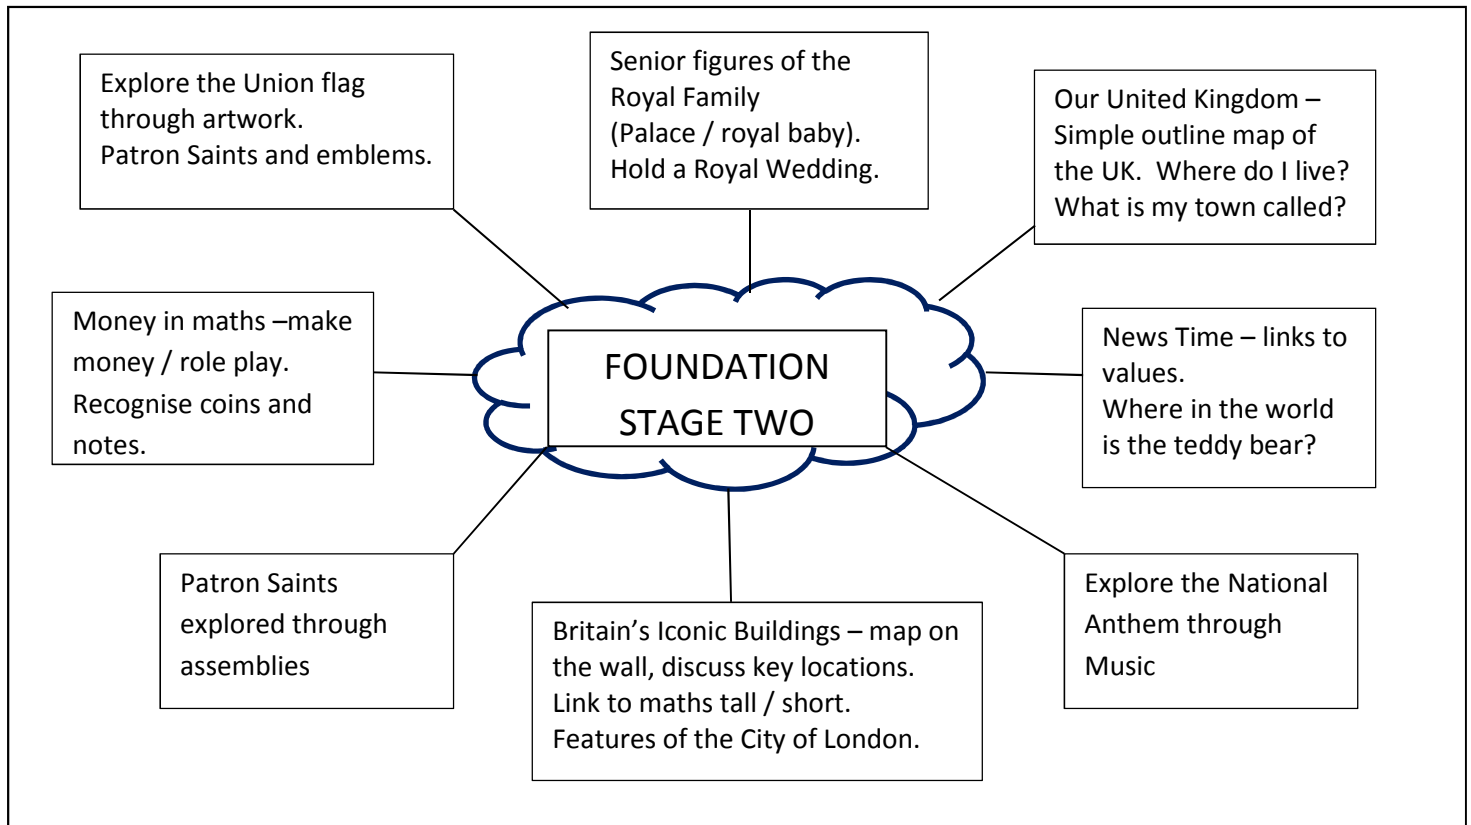 Explore the Union flag
through artwork.
Patron Saints and emblems.
Senior figures of the
Royal Family
(Palace / royal baby).
Hold a Royal Wedding.
Our United Kingdom –
Simple outline map of
the UK.  Where do I live?
What is my town called?
Money in maths –make
money / role play.
Recognise coins and
notes.
FOUNDATION
STAGE TWO
News Time – links to
values.
Where in the world
is the teddy bear?
Patron Saints
explored through
assemblies
Britain’s Iconic Buildings – map on
the wall, discuss key locations.
Link to maths tall / short.
Features of the City of London.
Explore the National
Anthem through
Music